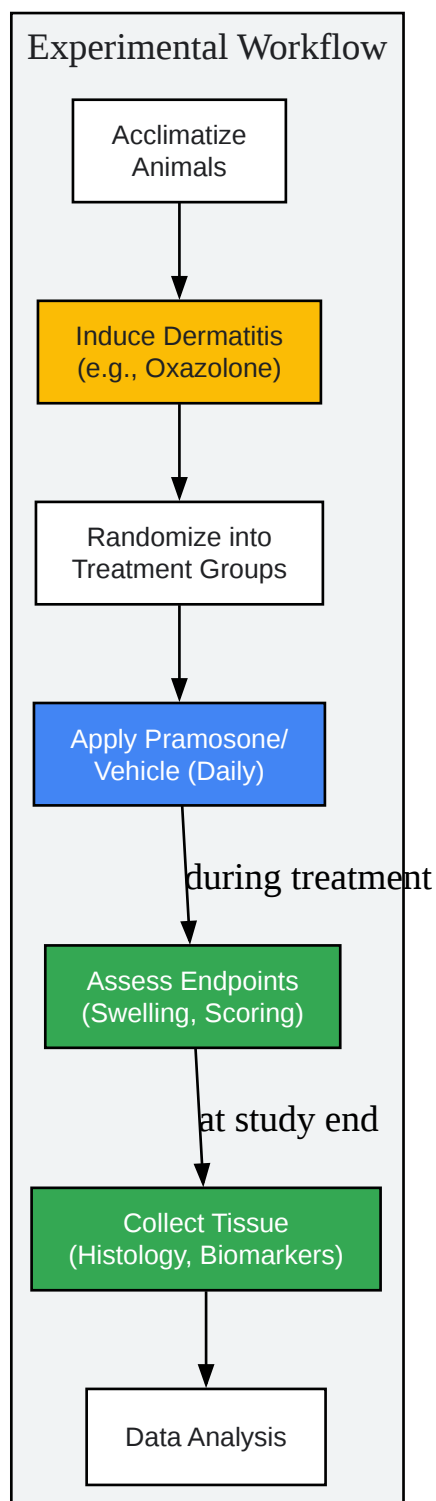 Experimental Workflow
Acclimatize
Animals
Induce Dermatitis
(e.g., Oxazolone)
Randomize into
Treatment Groups
Apply Pramosone/
Vehicle (Daily)
during treatment
Assess Endpoints
(Swelling, Scoring)
at study end
Collect Tissue
(Histology, Biomarkers)
Data Analysis